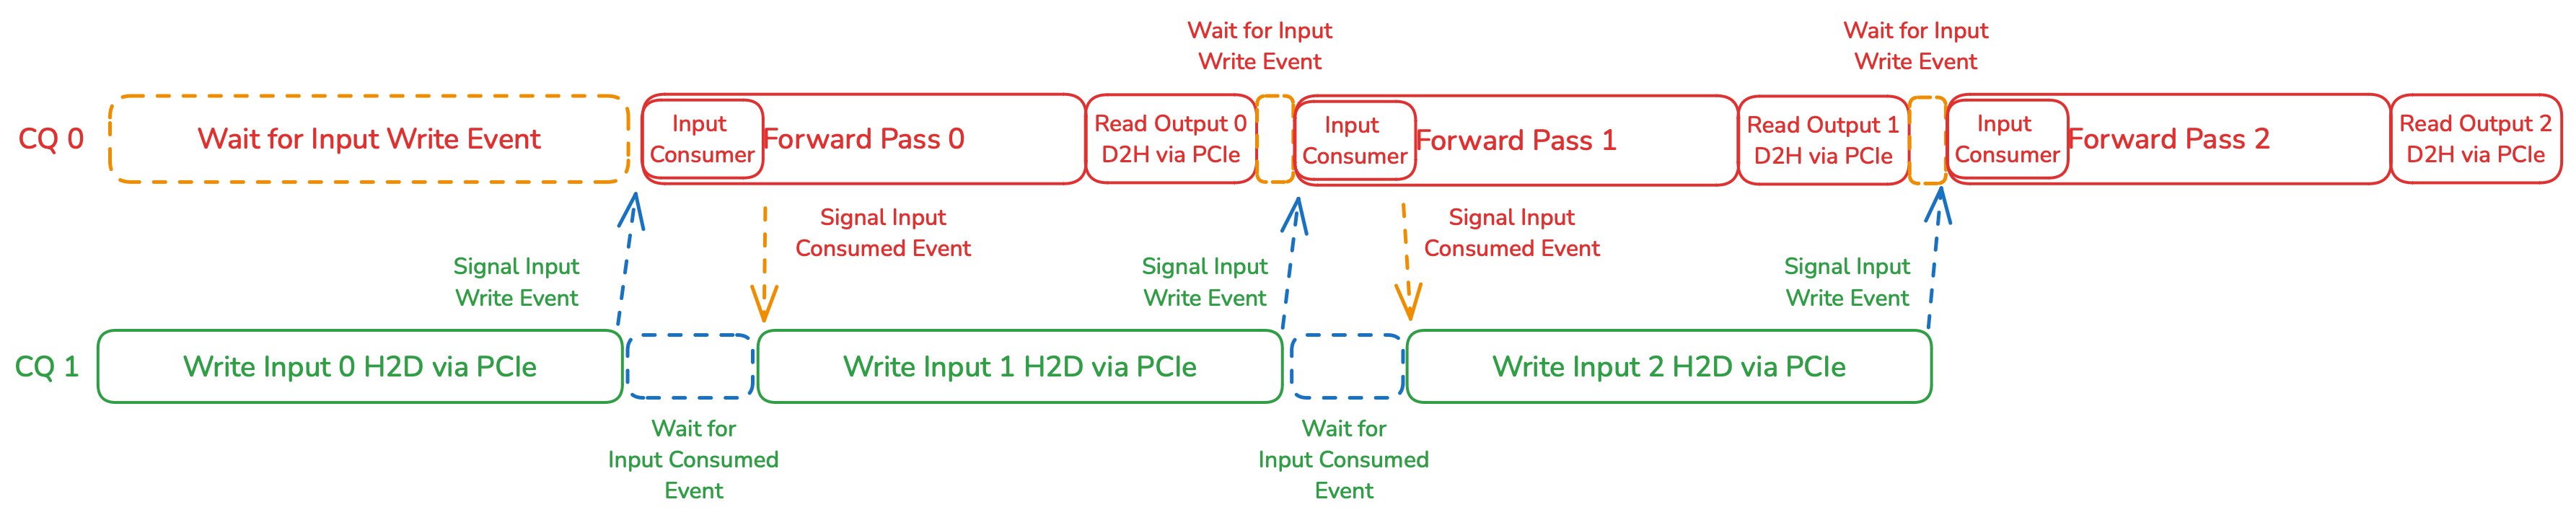 Wait for Input
Write Event
Wait for Input
Write Event
CQ 0
Wait for Input Write Event
Input
Consumer
Forward Pass 0
Read Output 0
D2H via PCIe
Input
Consumer
Forward Pass 1
Read Output 1
D2H via PCIe
Input
Consumer
Forward Pass 2
Read Output 2
D2H via PCIe
Signal Input
Write Event
Signal Input
Consumed Event
Signal Input
Write Event
Signal Input
Consumed Event
Signal Input
Write Event
CQ 1
Write Input 0 H2D via PCIe
Write Input 1 H2D via PCIe
Write Input 2 H2D via PCIe
Wait for
Input Consumed
Event
Wait for
Input Consumed
Event